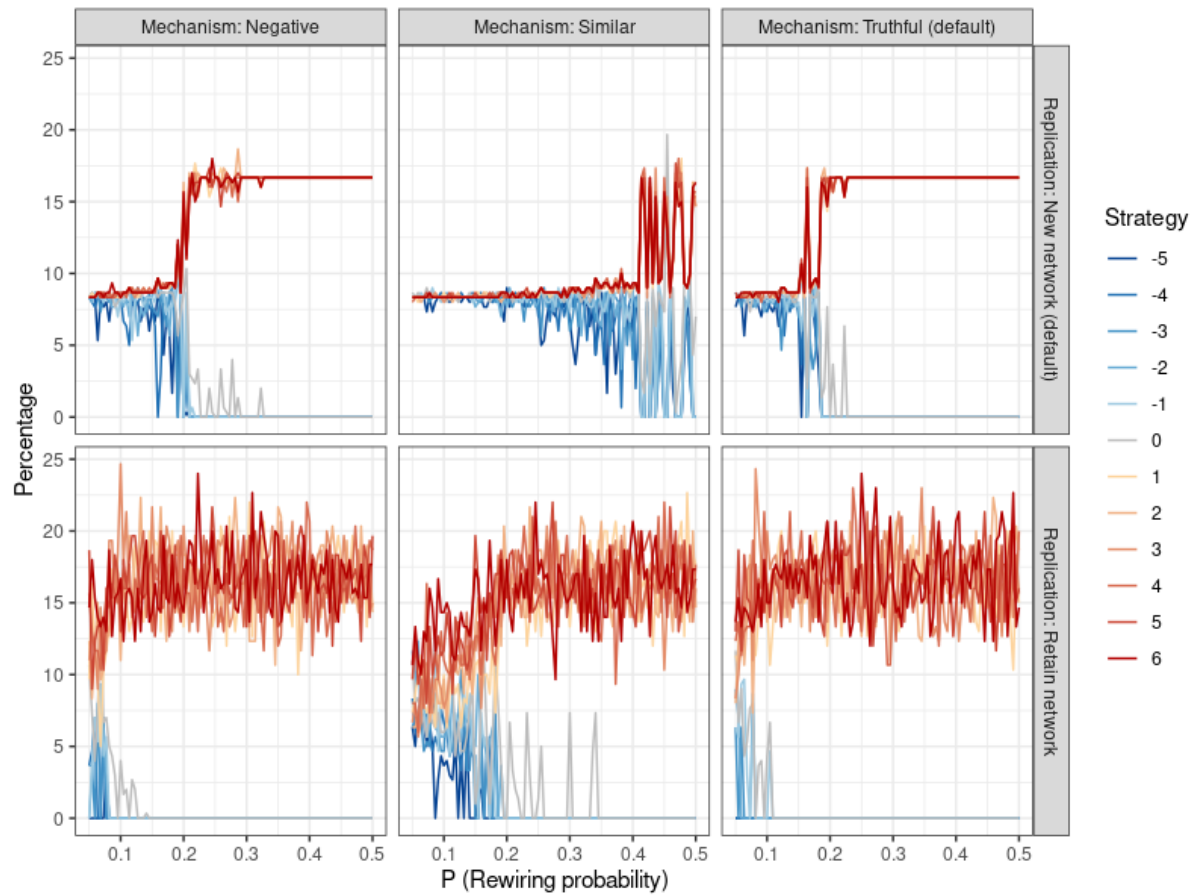 Mechanism: Negative
Mechanism: Similar
Mechanism: Truthful (default)
25
20
15
10
5
0
Replication: New network (default)
25
20
15
10
5
0
Replication: Retain network
Percentage
0.1 0.2 0.3 0.4 0.5
0.1 0.2 0.3 0.4 0.5
0.1 0.2 0.3 0.4 0.5
P (Rewiring probability)
Strategy
-5
-4
-3
-2
-1
0
1
2
3
4
5
6